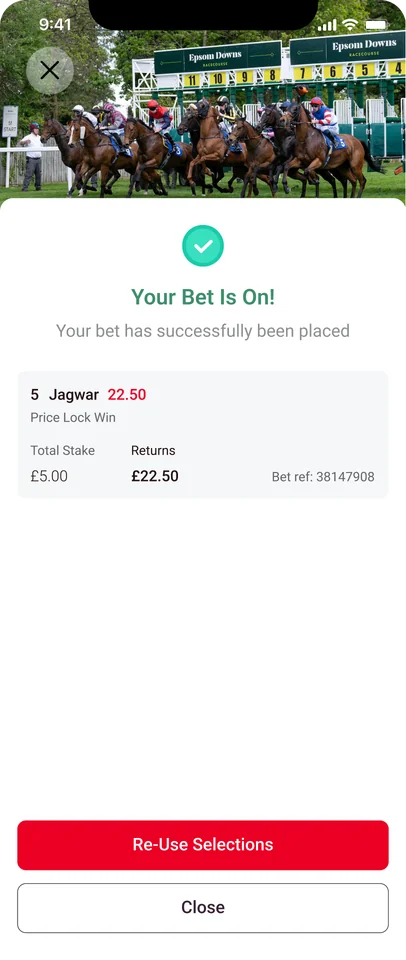 9:41
Epsom Downs
RACECOURSE
Epsom Downs
RACECOURSE
11 10 9 8 7 6 5 4
START
Your Bet Is On!
Your bet has successfully been placed
5 Jagwar 22.50
Price Lock Win
Total Stake Returns
£5.00 £22.50 Bet ref: 38147908
Re-Use Selections
Close